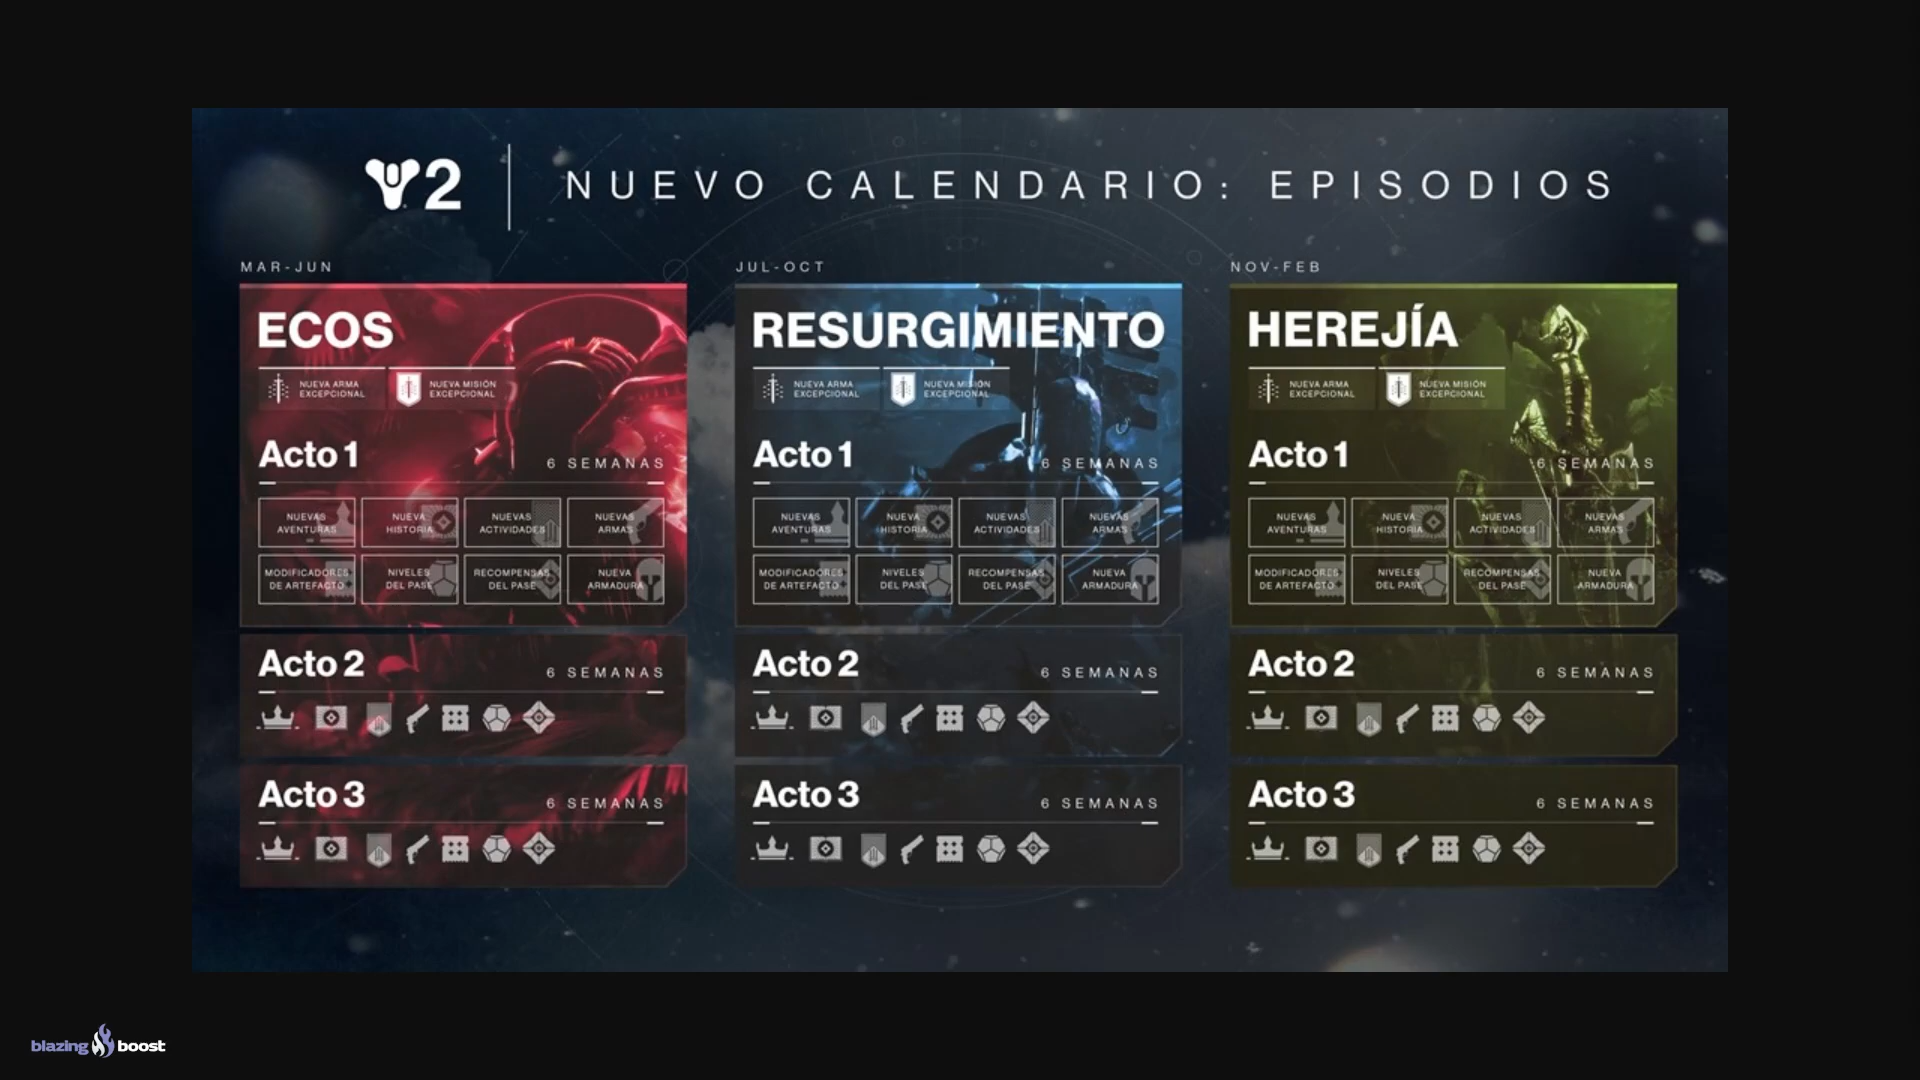 2
NUEVO CALENDARIO: EPISODIOS
MAR-JUN
ECOS
NUEVA ARMA
EXCEPCIONAL
NUEVA MISIÓN
EXCEPCIONAL
Acto 1
6 SEMANAS
NUEVAS
AVENTURAS
NUEVA
HISTORIA
NUEVAS
ACTIVIDADES
NUEVAS
ARMAS
MODIFICADORES
DE ARTEFACTO
NIVELES
DEL PASE
RECOMPENSAS
DEL PASE
NUEVA
ARMADURA
Acto 2
6 SEMANAS
Acto 3
6 SEMANAS
JUL-OCT
RESURGIMIENTO
NUEVA ARMA
EXCEPCIONAL
NUEVA MISIÓN
EXCEPCIONAL
Acto 1
6 SEMANAS
NUEVAS
AVENTURAS
NUEVA
HISTORIA
NUEVAS
ACTIVIDADES
NUEVAS
ARMAS
MODIFICADORES
DE ARTEFACTO
NIVELES
DEL PASE
RECOMPENSAS
DEL PASE
NUEVA
ARMADURA
Acto 2
6 SEMANAS
Acto 3
6 SEMANAS
NOV-FEB
HEREJÍA
NUEVA ARMA
EXCEPCIONAL
NUEVA MISIÓN
EXCEPCIONAL
Acto 1
6 SEMANAS
NUEVAS
AVENTURAS
NUEVA
HISTORIA
NUEVAS
ACTIVIDADES
NUEVAS
ARMAS
MODIFICADORES
DE ARTEFACTO
NIVELES
DEL PASE
RECOMPENSAS
DEL PASE
NUEVA
ARMADURA
Acto 2
6 SEMANAS
Acto 3
6 SEMANAS
blazing boost